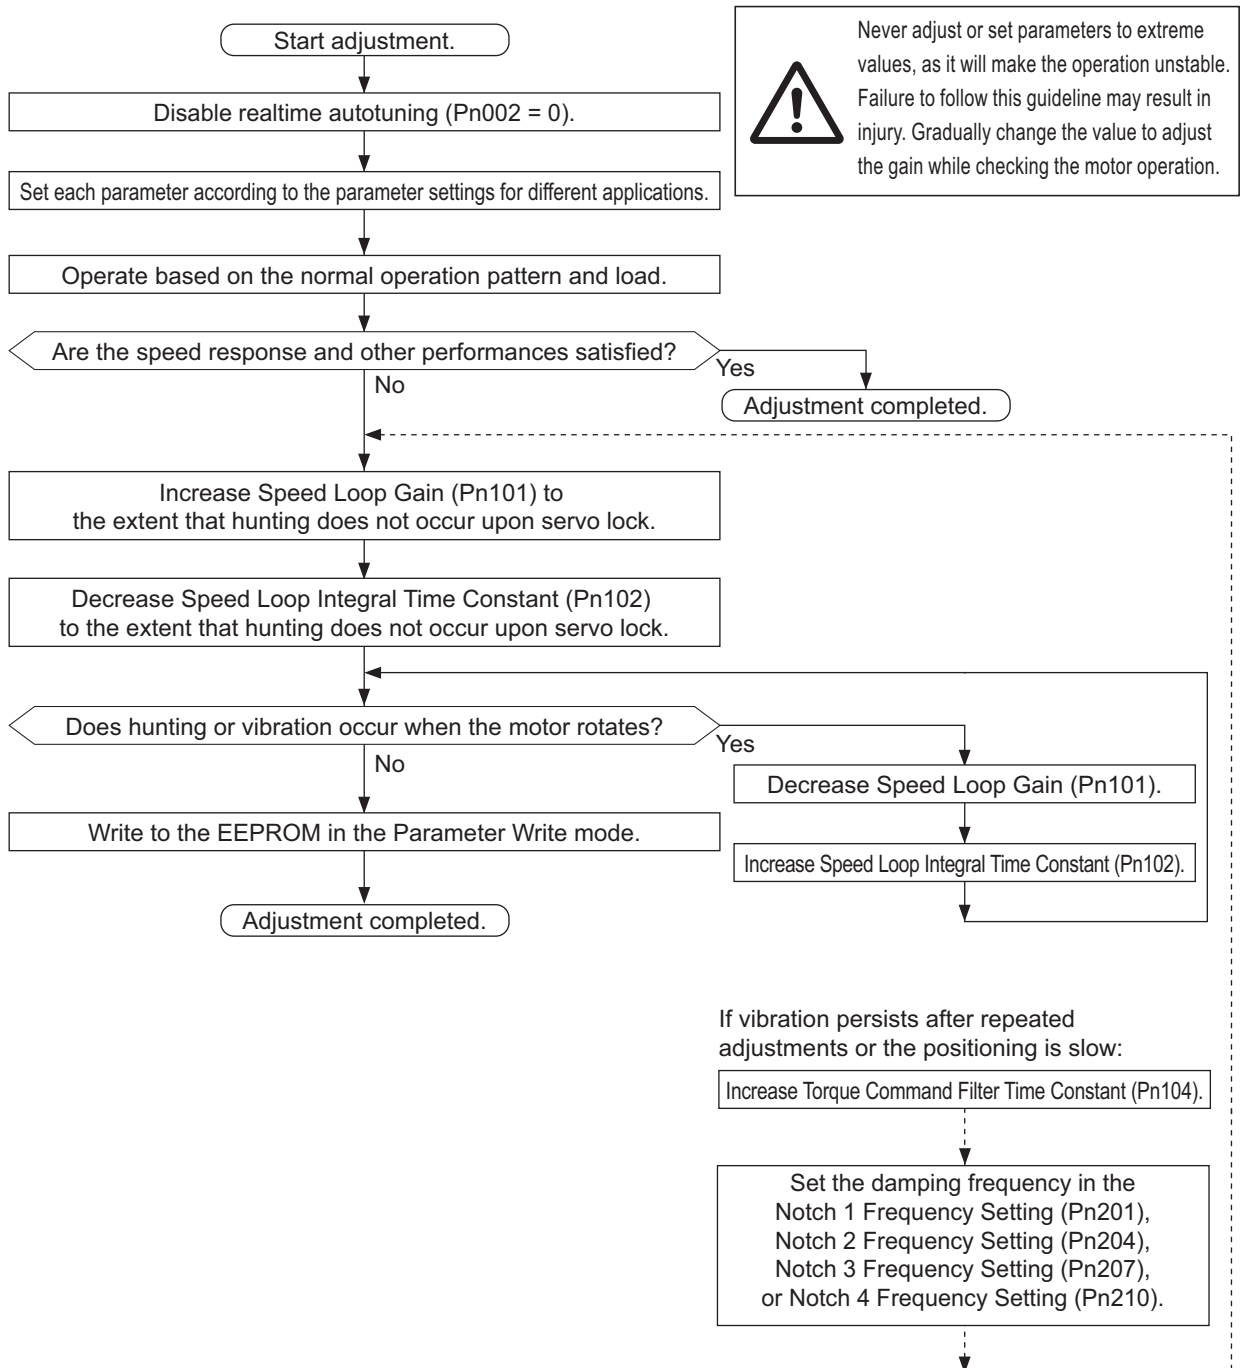 Start adjustment.
Never adjust or set parameters to extreme
values, as it will make the operation unstable.
Failure to follow this guideline may result in
injury. Gradually change the value to adjust
the gain while checking the motor operation.
Disable realtime autotuning (Pn002 = 0).
Set each parameter according to the parameter settings for different applications.
Operate based on the normal operation pattern and load.
Are the speed response and other performances satisfied?
Yes
No
Adjustment completed.
Increase Speed Loop Gain (Pn101) to
the extent that hunting does not occur upon servo lock.
Decrease Speed Loop Integral Time Constant (Pn102)
to the extent that hunting does not occur upon servo lock.
Does hunting or vibration occur when the motor rotates?
Yes
No
Decrease Speed Loop Gain (Pn101).
Write to the EEPROM in the Parameter Write mode.
Increase Speed Loop Integral Time Constant (Pn102).
Adjustment completed.
If vibration persists after repeated
adjustments or the positioning is slow:
Increase Torque Command Filter Time Constant (Pn104).
Set the damping frequency in the
Notch 1 Frequency Setting (Pn201),
Notch 2 Frequency Setting (Pn204),
Notch 3 Frequency Setting (Pn207),
or Notch 4 Frequency Setting (Pn210).